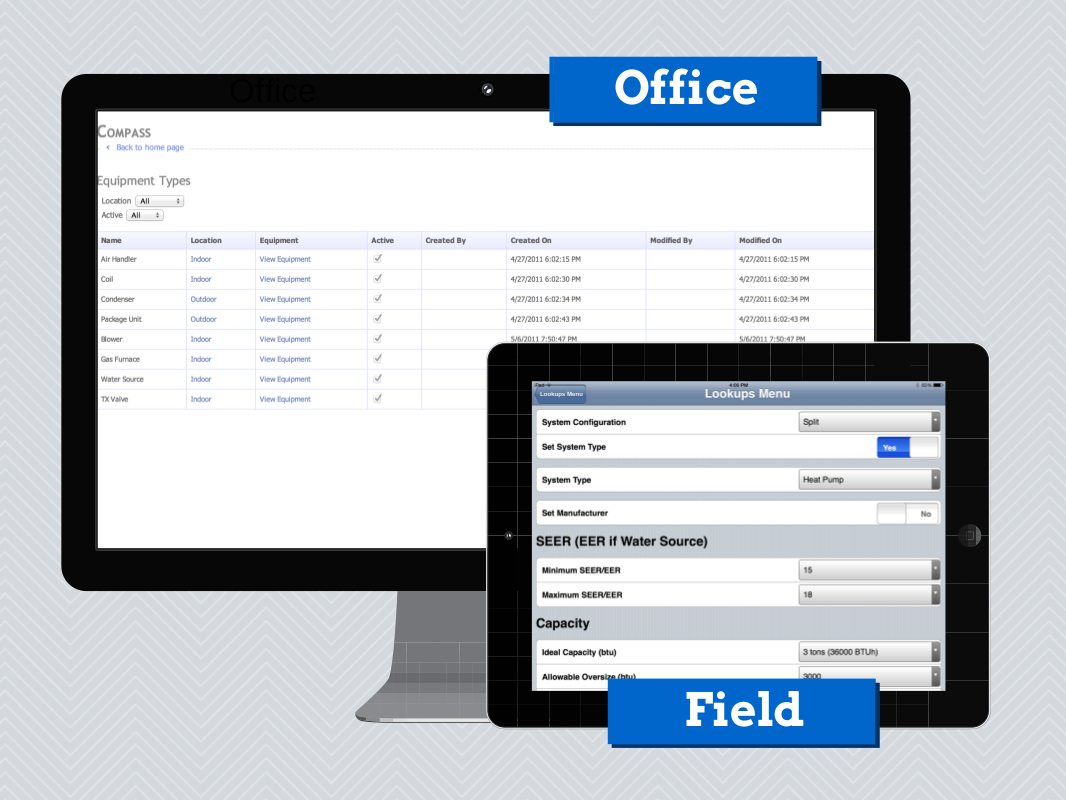 Office
Office
COMPASS
‹ Back to home page
Equipment Types
Location All
Active All
Name Location Equipment Active Created By Created On Modified By Modified On
Air Handler Indoor View Equipment 4/27/2011 6:02:15 PM 4/27/2011 6:02:15 PM
Coil Indoor View Equipment 4/27/2011 6:02:30 PM 4/27/2011 6:02:30 PM
Condenser Outdoor View Equipment 4/27/2011 6:02:34 PM 4/27/2011 6:02:34 PM
Package Unit Outdoor View Equipment 4/27/2011 6:02:43 PM 4/27/2011 6:02:43 PM
Blower Indoor View Equipment 5/6/2011 7:50:47 PM 5/6/2011 7:50:47 PM
Gas Furnace Indoor View Equipment
Water Source Indoor View Equipment
TX Valve Indoor View Equipment
iPad 4:00 PM
Lookups Menu Lookups Menu
System Configuration Split
Set System Type Yes
System Type Heat Pump
Set Manufacturer No
SEER (EER if Water Source)
Minimum SEER/EER 15
Maximum SEER/EER 18
Capacity
Ideal Capacity (btu) 3 tons (36000 BTUh)
Allowable Oversize (btu) 3000
Field